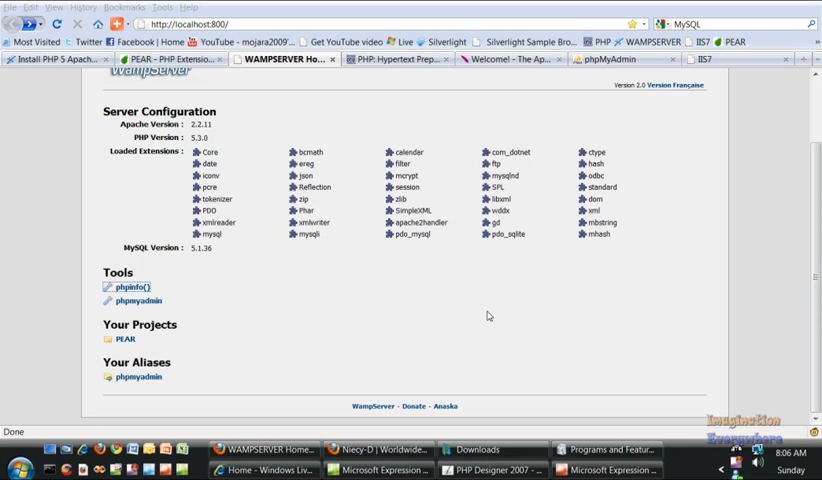 File Edit View History Bookmarks Tools Help
http://localhost:800/
MySQL
Most Visited Twitter Facebook | Home YouTube - mojara2009'... Get YouTube video Live Silverlight Silverlight Sample Bro... PHP WAMPSERVER IIS7 PEAR
Install PHP 5 Apach... PEAR - PHP Extensio... WAMPSERVER Ho... PHP: Hypertext Prep... Welcome! - The Ap... phpMyAdmin IIS7
WampServer
Version 2.0 Version Française
Server Configuration
Apache Version : 2.2.11
PHP Version : 5.3.0
Loaded Extensions : Core bcmath calendar com_dotnet ctype
date ereg filter ftp hash
iconv json mcrypt mysqlnd odbc
pcre Reflection session SPL standard
tokenizer zip zlib libxml dom
PDO Phar SimpleXML wddx xml
xmlreader xmlwriter apache2handler gd mbstring
mysql mysqli pdo_mysql pdo_sqlite mhash
MySQL Version : 5.1.36
Tools
phpinfo()
phpmyadmin
Your Projects
PEAR
Your Aliases
phpmyadmin
WampServer - Donate - Anaska
Done
Imagination
Everywhere
WAMPSERVER Home... Niecy-D | Worldwide... Downloads Programs and Featur... 8:06 AM
Home - Windows Liv... Microsoft Expression ... PHP Designer 2007 - ... Microsoft Expression ... Sunday